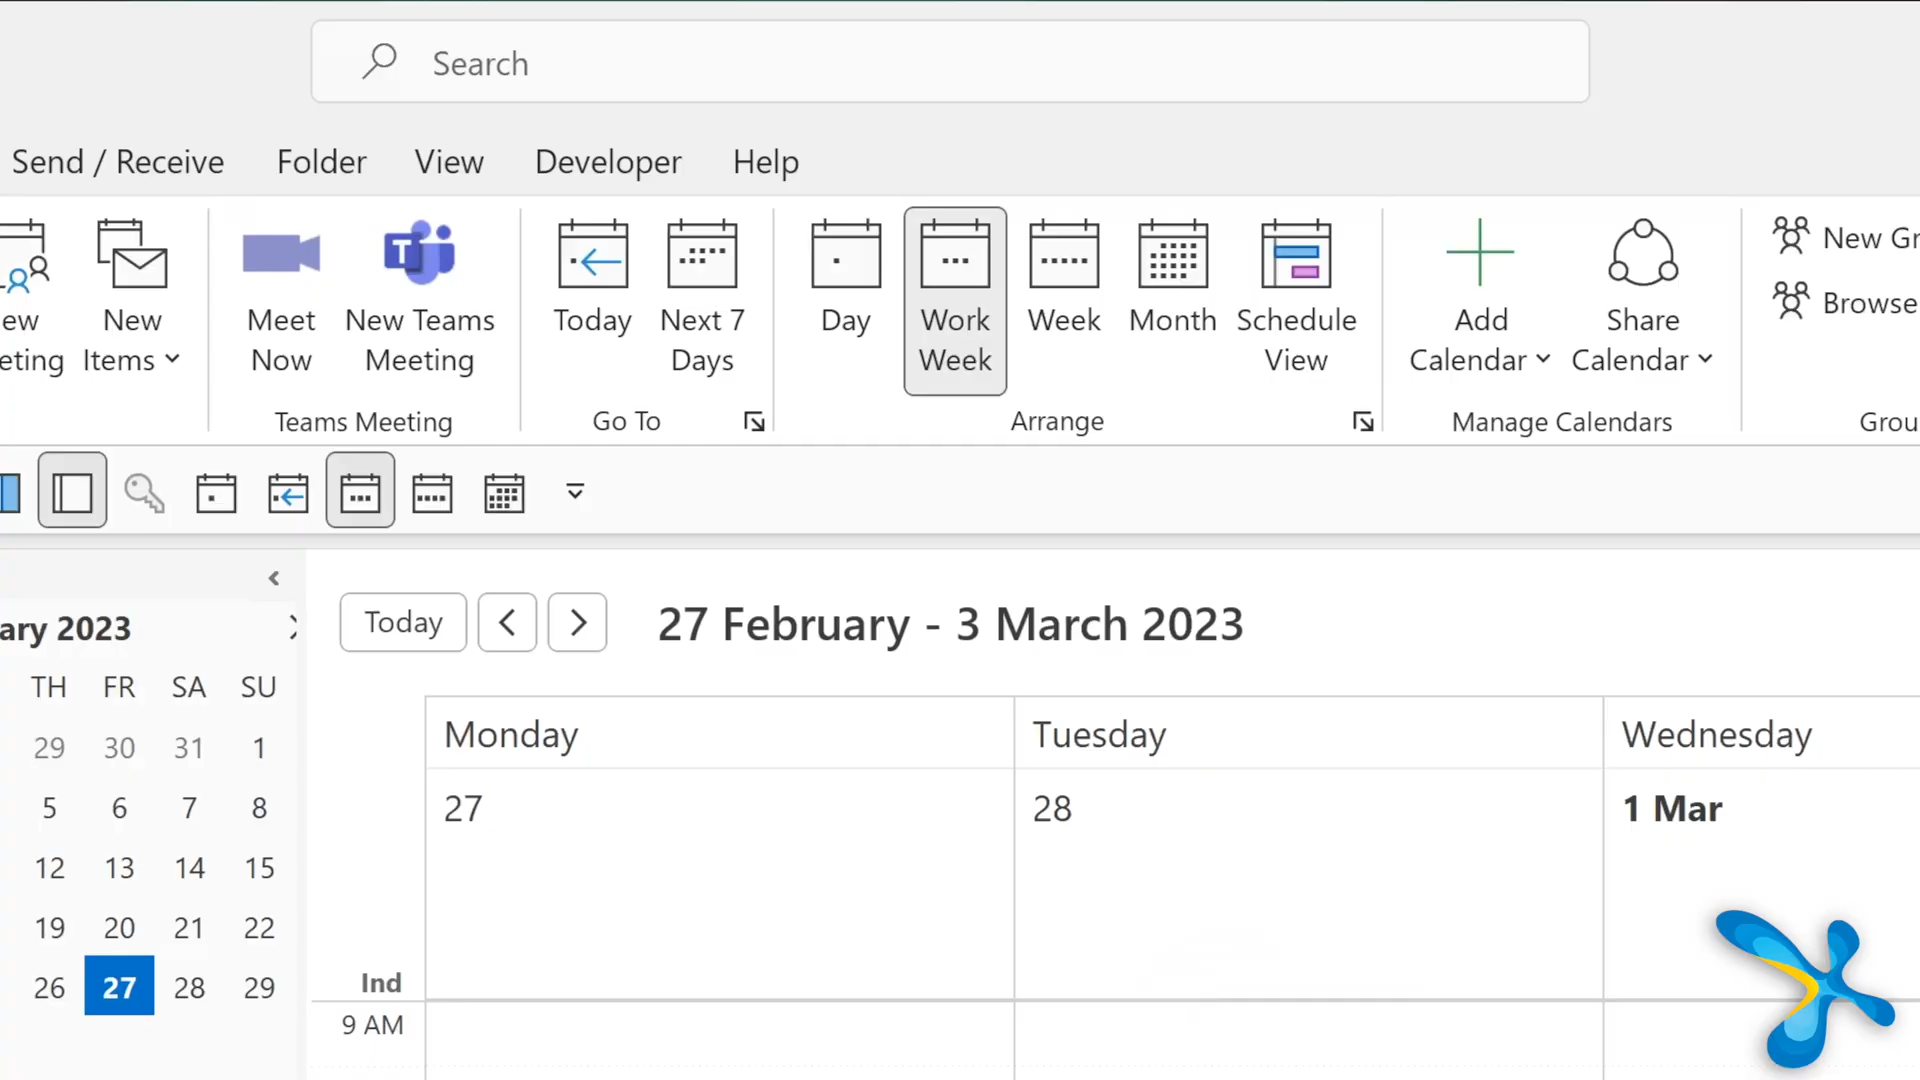 Search
Send / Receive Folder View Developer Help
New Items
Meet Now
New Teams Meeting
Teams Meeting
Today
Next 7 Days
Go To
Day
Work Week
Week
Month
Schedule View
Arrange
Add Calendar
Share Calendar
Manage Calendars
New
Browse
ary 2023
TH FR SA SU
29 30 31 1
5 6 7 8
12 13 14 15
19 20 21 22
26 27 28 29
Today
27 February - 3 March 2023
Monday Tuesday Wednesday
27 28 1 Mar
Ind
9 AM